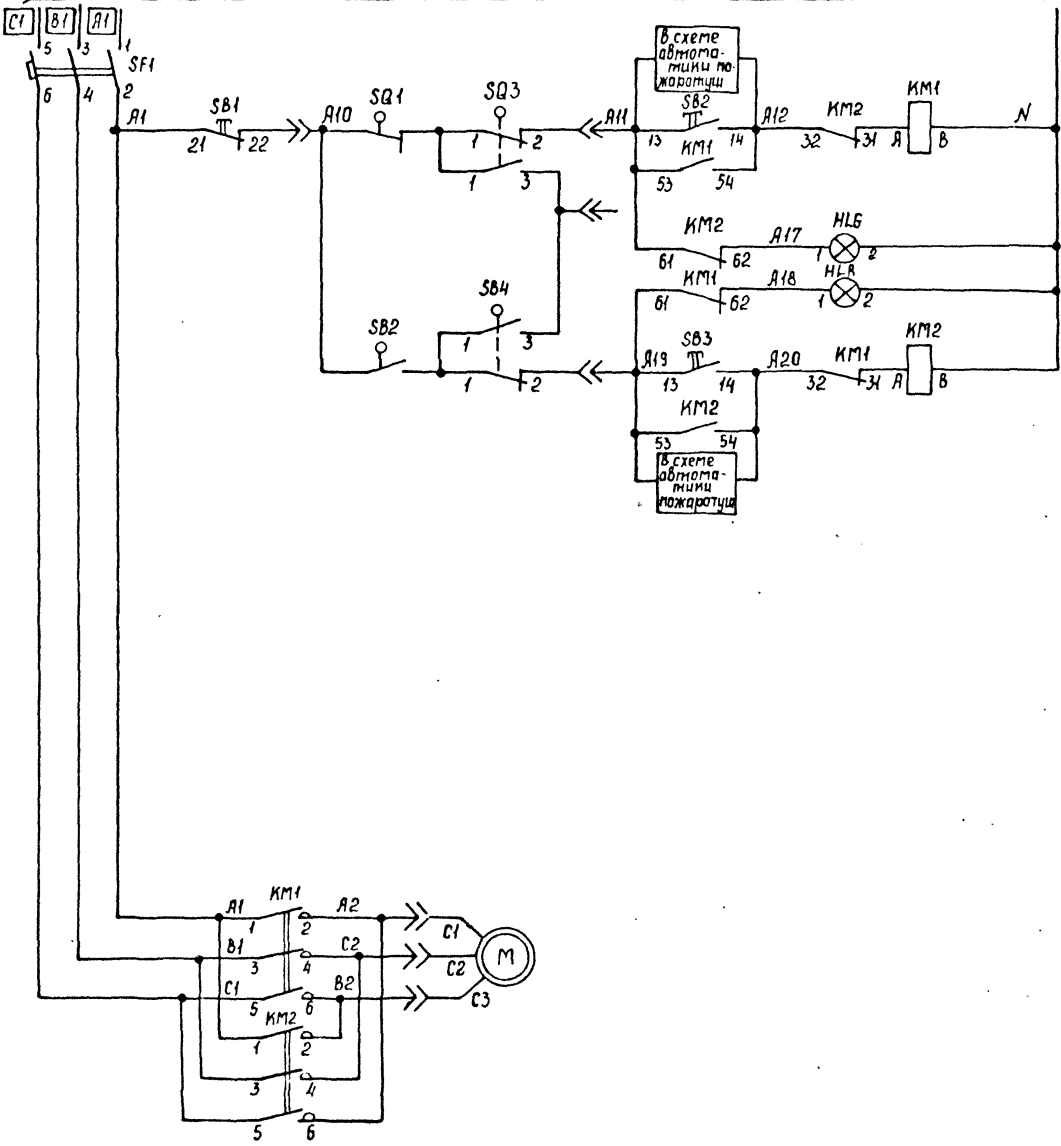 C1 B1 A1
5 3 1
SF1
6 4 2
В схеме
автома-
тики по-
жаротуш
A1 SB1 A10 SQ1 SQ3 A11 SB2 A12 KM2 KM1 N
21 22 1 2 13 14 32 31 A B
1 3
KM1
53 54
KM2 A17 HLG
61 62 1 2
KM1 A18 HLR
61 62 1 2
SB4
1 3
SB2 A19 SB3 A20 KM1 KM2
1 2 13 14 32 31 A B
KM2
53 54
В схеме
автома-
тики
пожаротуш
KM1
A1 A2
1 2 C1
B1 C2
3 4 C2 M
C1 B2
5 6 C3
KM2
1 2
3 4
5 6